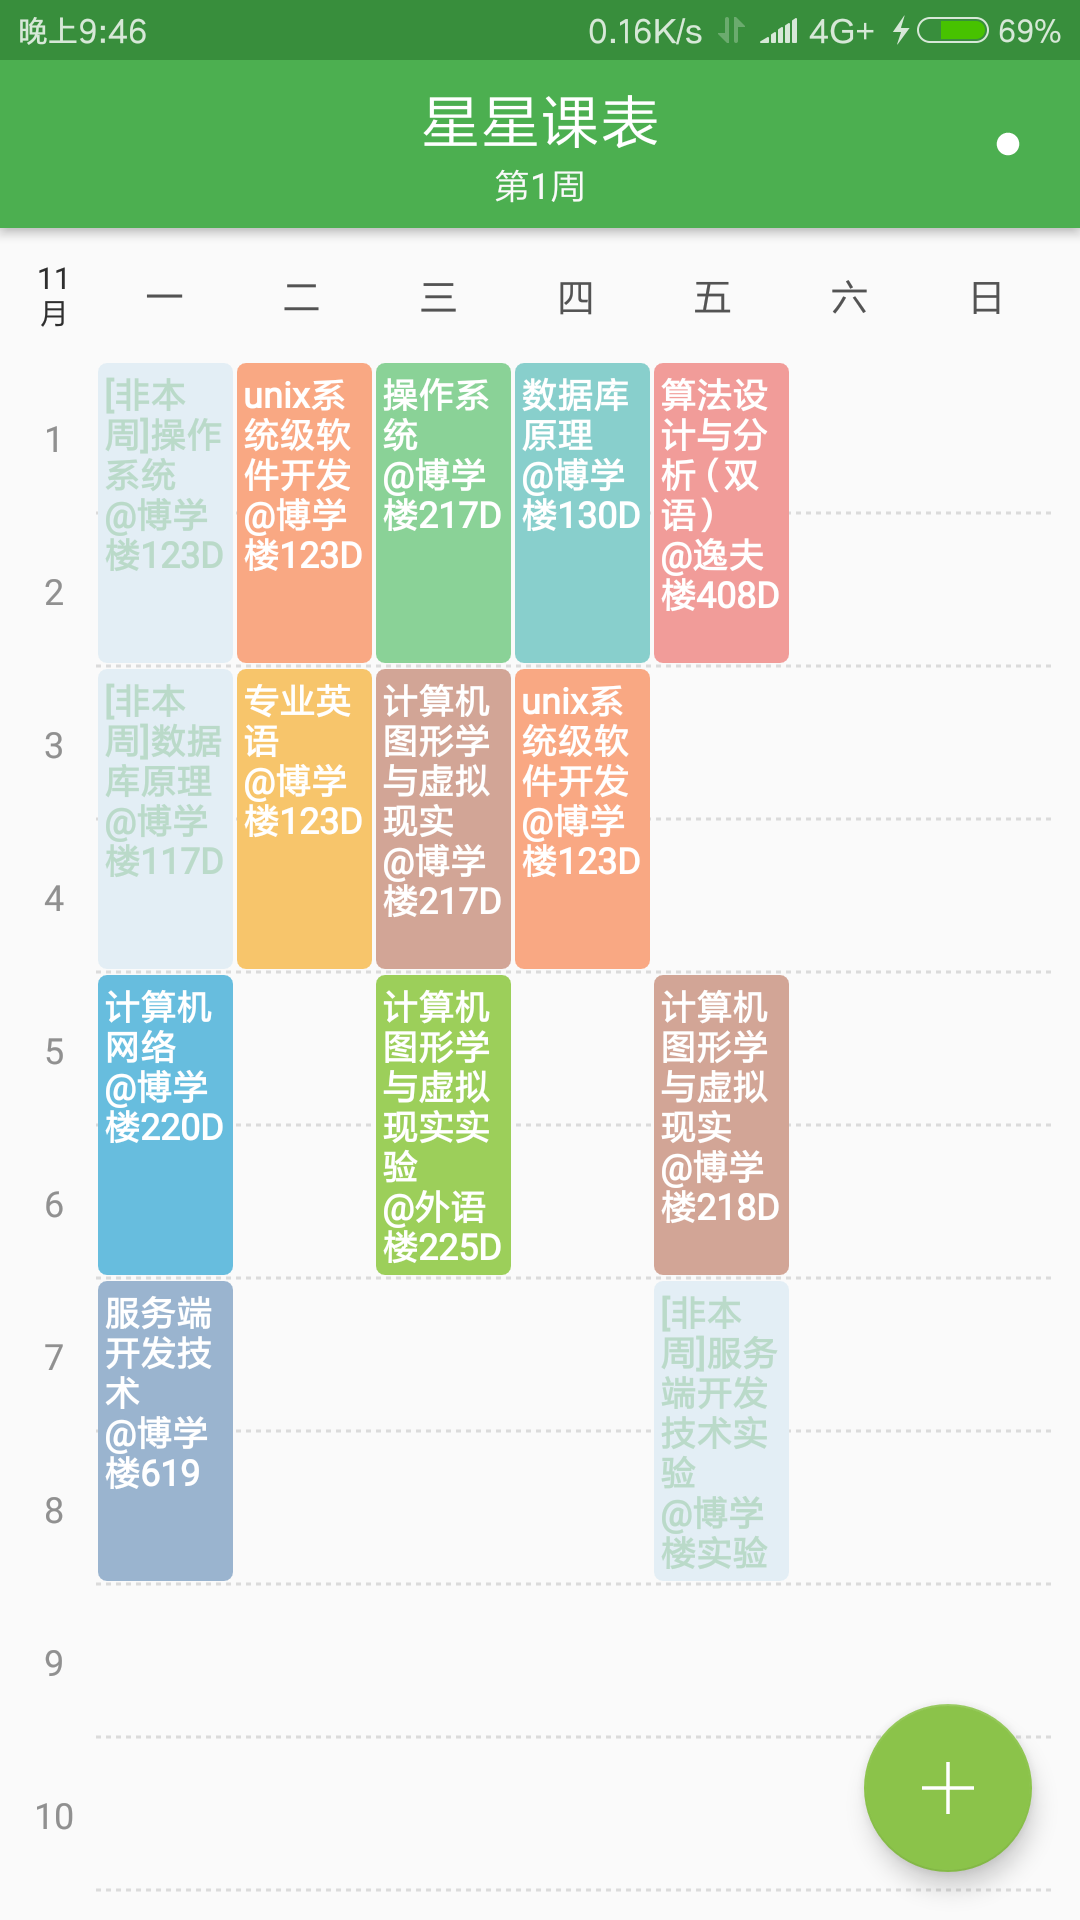 晚上9:46 0.16K/s 4G+ 69%
星星课表
第1周
11
月
一 二 三 四 五 六 日
1
2
3
4
5
6
7
8
9
10
[非本
周]操作
系统
@博学
楼123D
[非本
周]数据
库原理
@博学
楼117D
计算机
网络
@博学
楼220D
服务端
开发技
术
@博学
楼619
unix系
统级软
件开发
@博学
楼123D
专业英
语
@博学
楼123D
操作系
统
@博学
楼217D
计算机
图形学
与虚拟
现实
@博学
楼217D
计算机
图形学
与虚拟
现实实
验
@外语
楼225D
数据库
原理
@博学
楼130D
unix系
统级软
件开发
@博学
楼123D
算法设
计与分
析（双
语）
@逸夫
楼408D
计算机
图形学
与虚拟
现实
@博学
楼218D
[非本
周]服务
端开发
技术实
验
@博学
楼实验